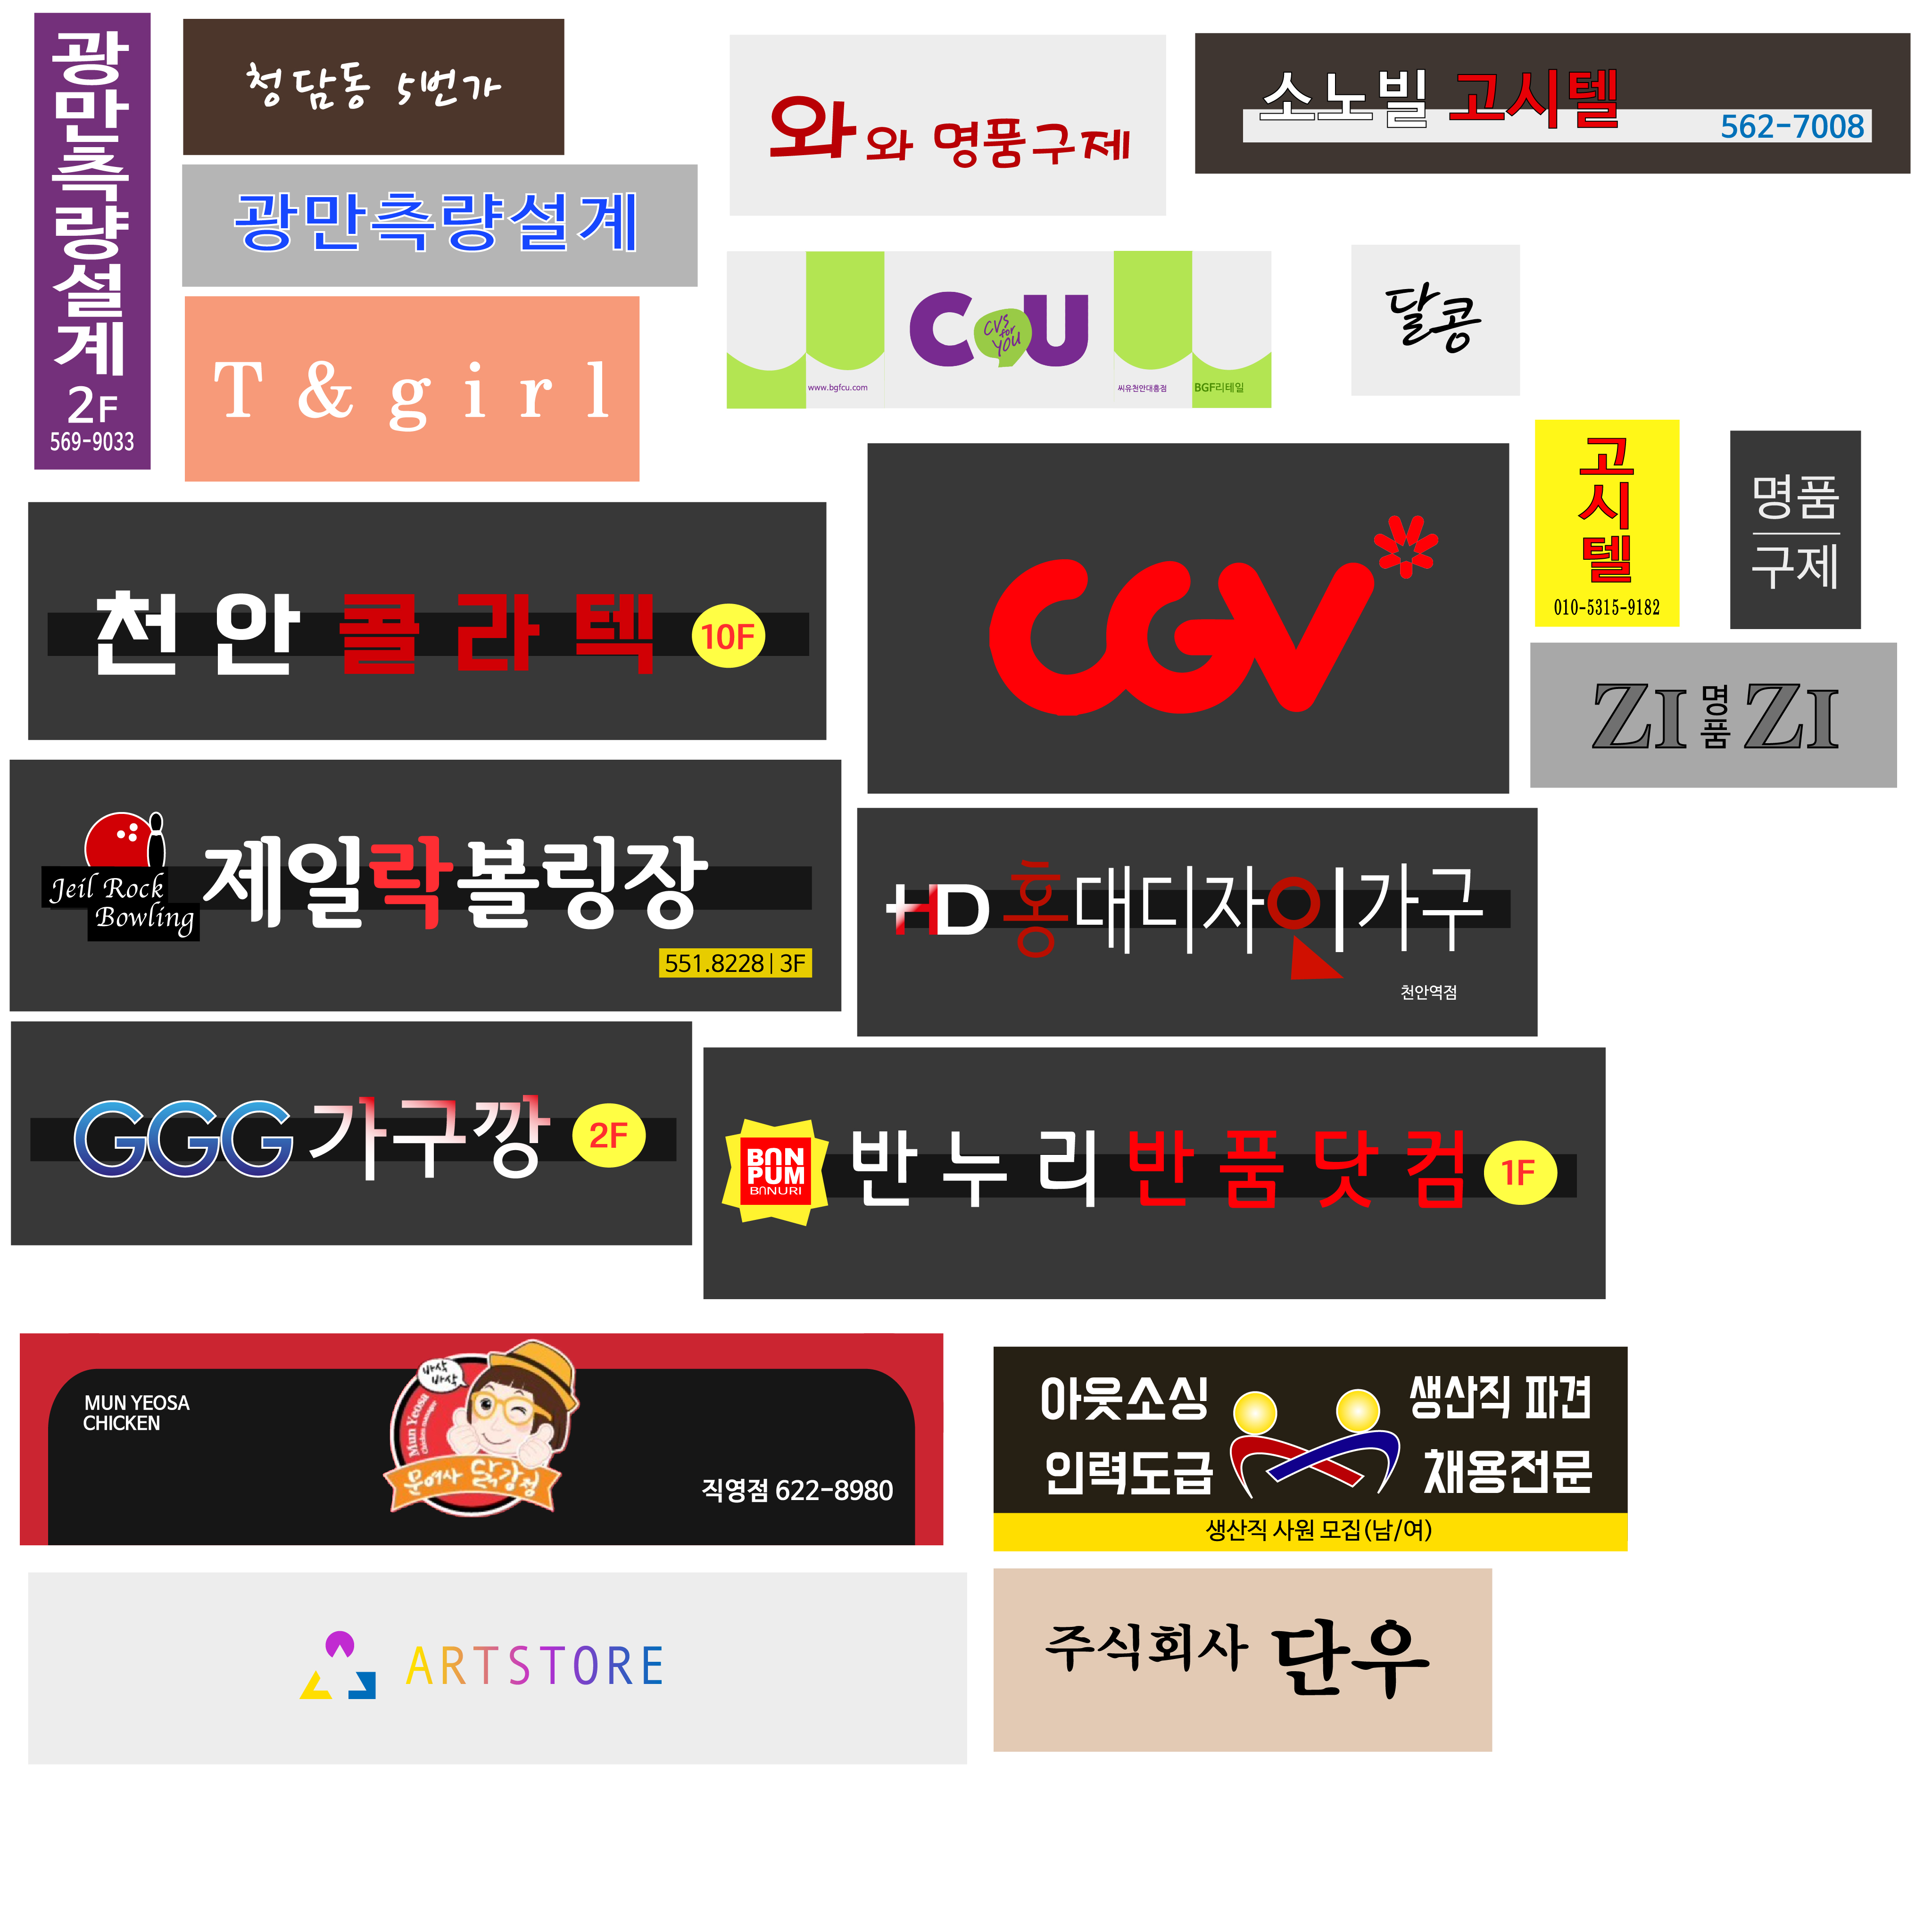 광만측량설계
2F
569-9033
청담동 5번가
광만측량설계
T & girl
와와 명품구제
소노빌 고시텔
562-7008
CU
CVS for YOU
www.bgfcu.com
씨유천안대흥점
BGF리테일
달콩
고시텔
010-5315-9182
명품
구제
ZI 명품 ZI
천안콜라텍 10F
CGV
Jeil Rock
Bowling
제일락볼링장
551.8228 | 3F
HD 홍대디자인가구
천안역점
GGG 가구깡 2F
BANPUM
BANURI
반누리반품닷컴 1F
MUN YEOSA
CHICKEN
바삭
바삭
Mun Yeosa
문여사 닭강정
직영점 622-8980
아웃소싱
인력도급
생산직 파견
채용전문
생산직 사원 모집(남/여)
ARTSTORE
주식회사 단우